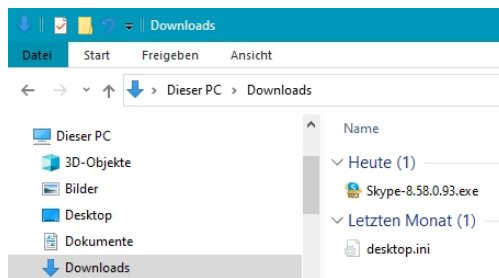 Downloads
Datei Start Freigeben Ansicht
Dieser PC Downloads
Dieser PC
3D-Objekte
Bilder
Desktop
Dokumente
Downloads
Name
Heute (1)
Skype-8.58.0.93.exe
Letzten Monat (1)
desktop.ini